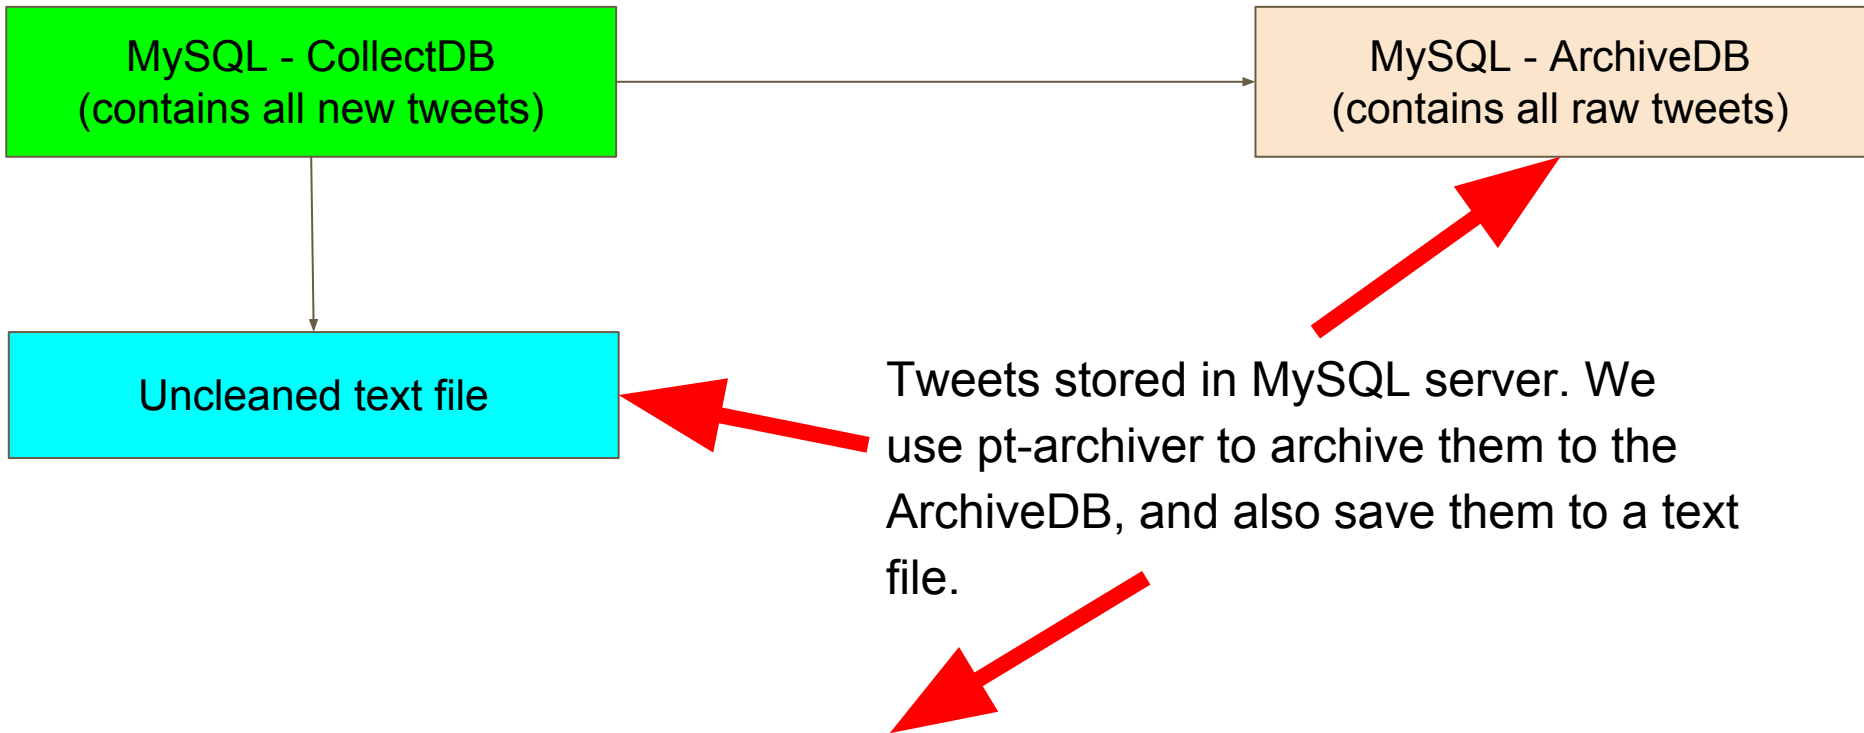 MySQL - CollectDB
(contains all new tweets)
MySQL - ArchiveDB
(contains all raw tweets)
Uncleaned text file
Tweets stored in MySQL server. We
use pt-archiver to archive them to the
ArchiveDB, and also save them to a text
file.